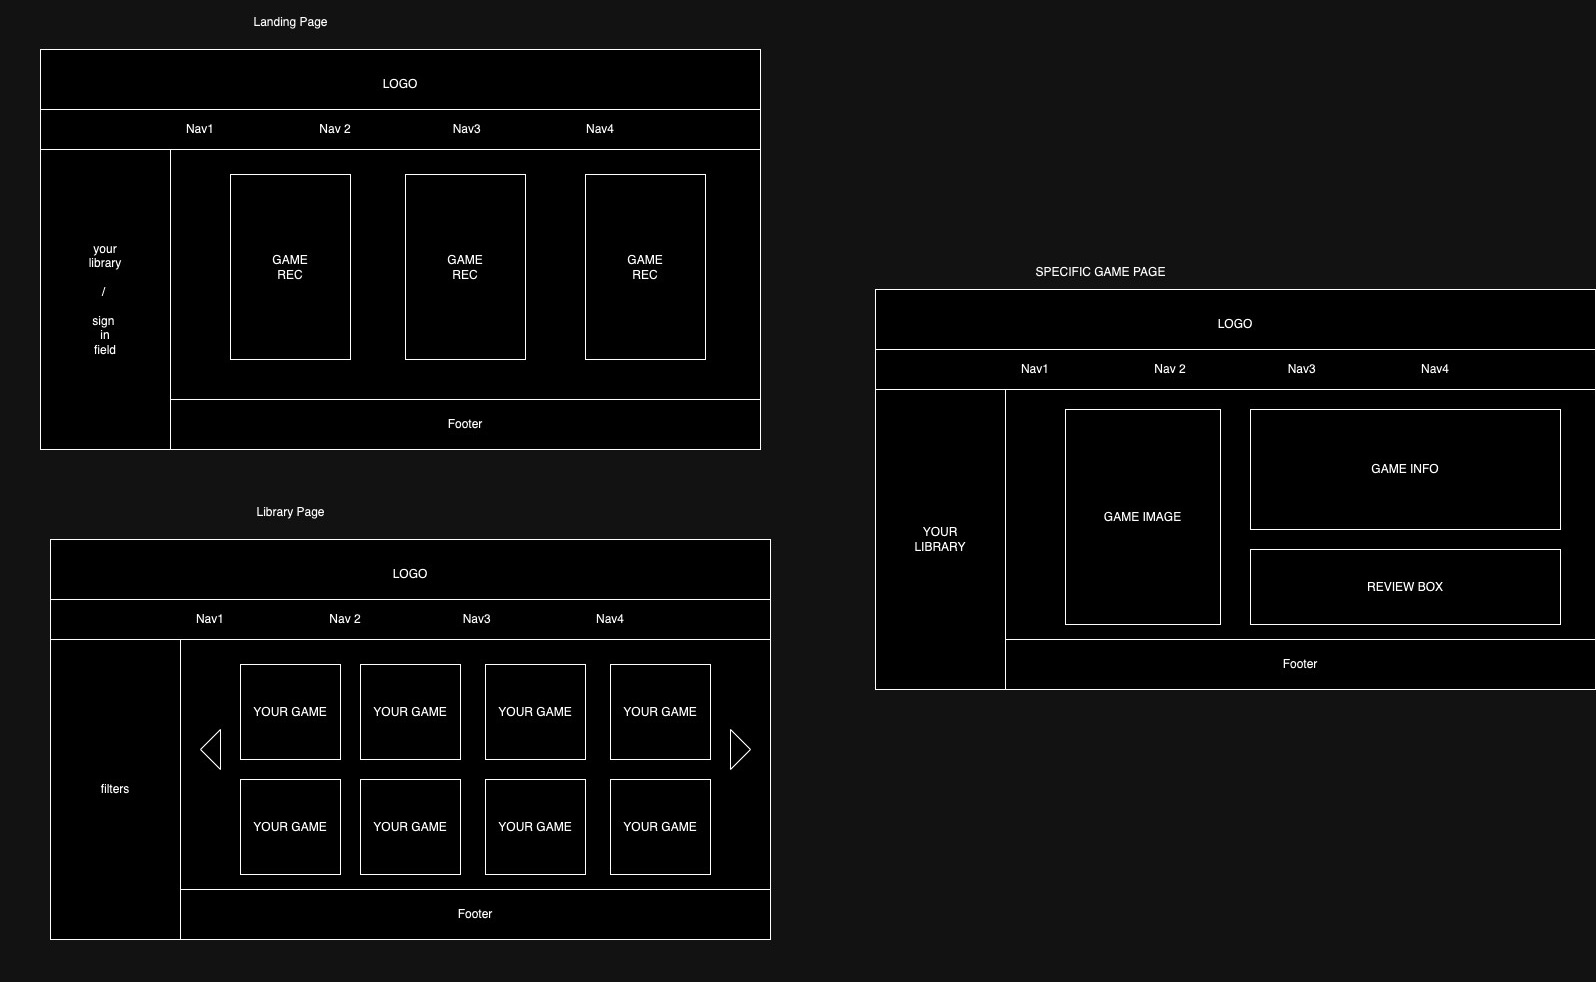 Landing Page
LOGO
Nav1 Nav 2 Nav3 Nav4
your
library
/
sign
in
field
GAME
REC
GAME
REC
GAME
REC
Footer
Library Page
LOGO
Nav1 Nav 2 Nav3 Nav4
filters
YOUR GAME YOUR GAME YOUR GAME YOUR GAME
YOUR GAME YOUR GAME YOUR GAME YOUR GAME
Footer
SPECIFIC GAME PAGE
LOGO
Nav1 Nav 2 Nav3 Nav4
YOUR
LIBRARY
GAME IMAGE
GAME INFO
REVIEW BOX
Footer